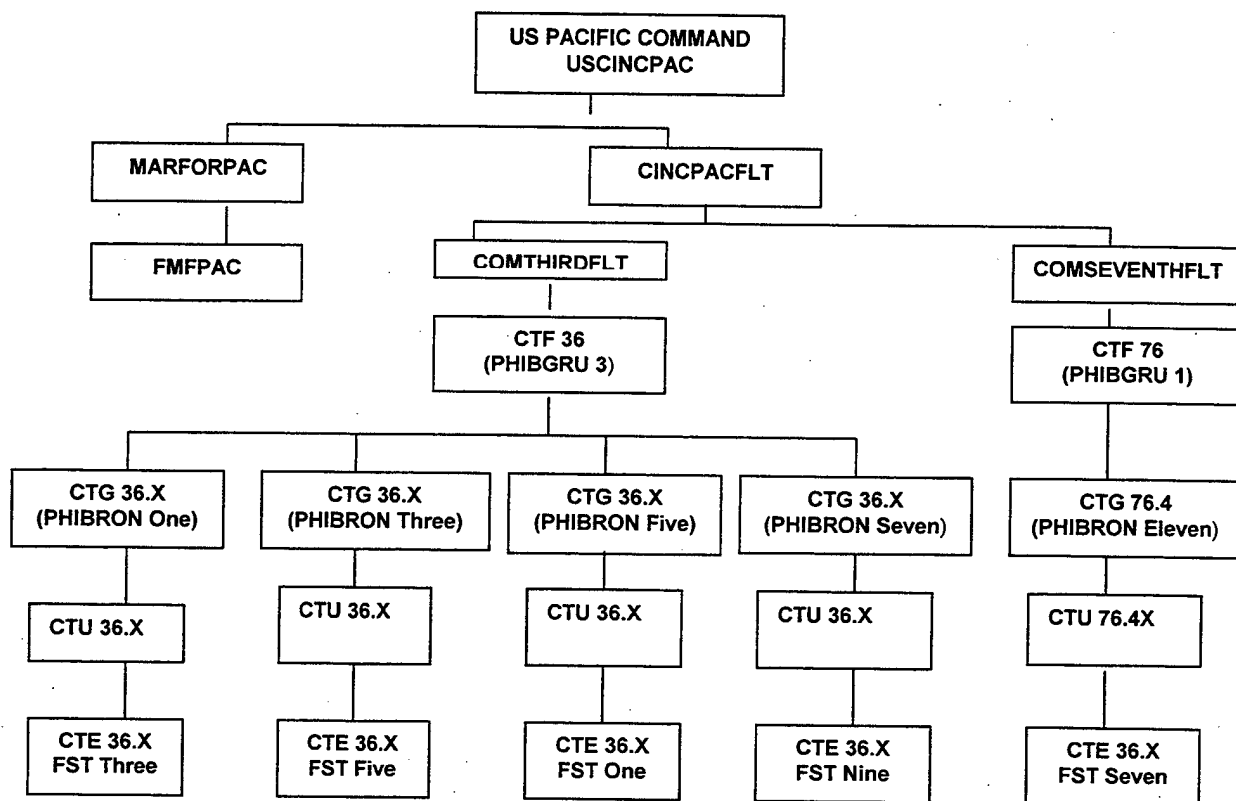 US PACIFIC COMMAND
USCINCPAC
MARFORPAC
CINCPACFLT
FMFPAC
COMTHIRDFLT
COMSEVENTHFLT
CTF 36
(PHIBGRU 3)
CTF 76
(PHIBGRU 1)
CTG 36.X
(PHIBRON One)
CTG 36.X
(PHIBRON Three)
CTG 36.X
(PHIBRON Five)
CTG 36.X
(PHIBRON Seven)
CTG 76.4
(PHIBRON Eleven)
CTU 36.X
CTU 36.X
CTU 36.X
CTU 36.X
CTU 76.4X
CTE 36.X
FST Three
CTE 36.X
FST Five
CTE 36.X
FST One
CTE 36.X
FST Nine
CTE 36.X
FST Seven